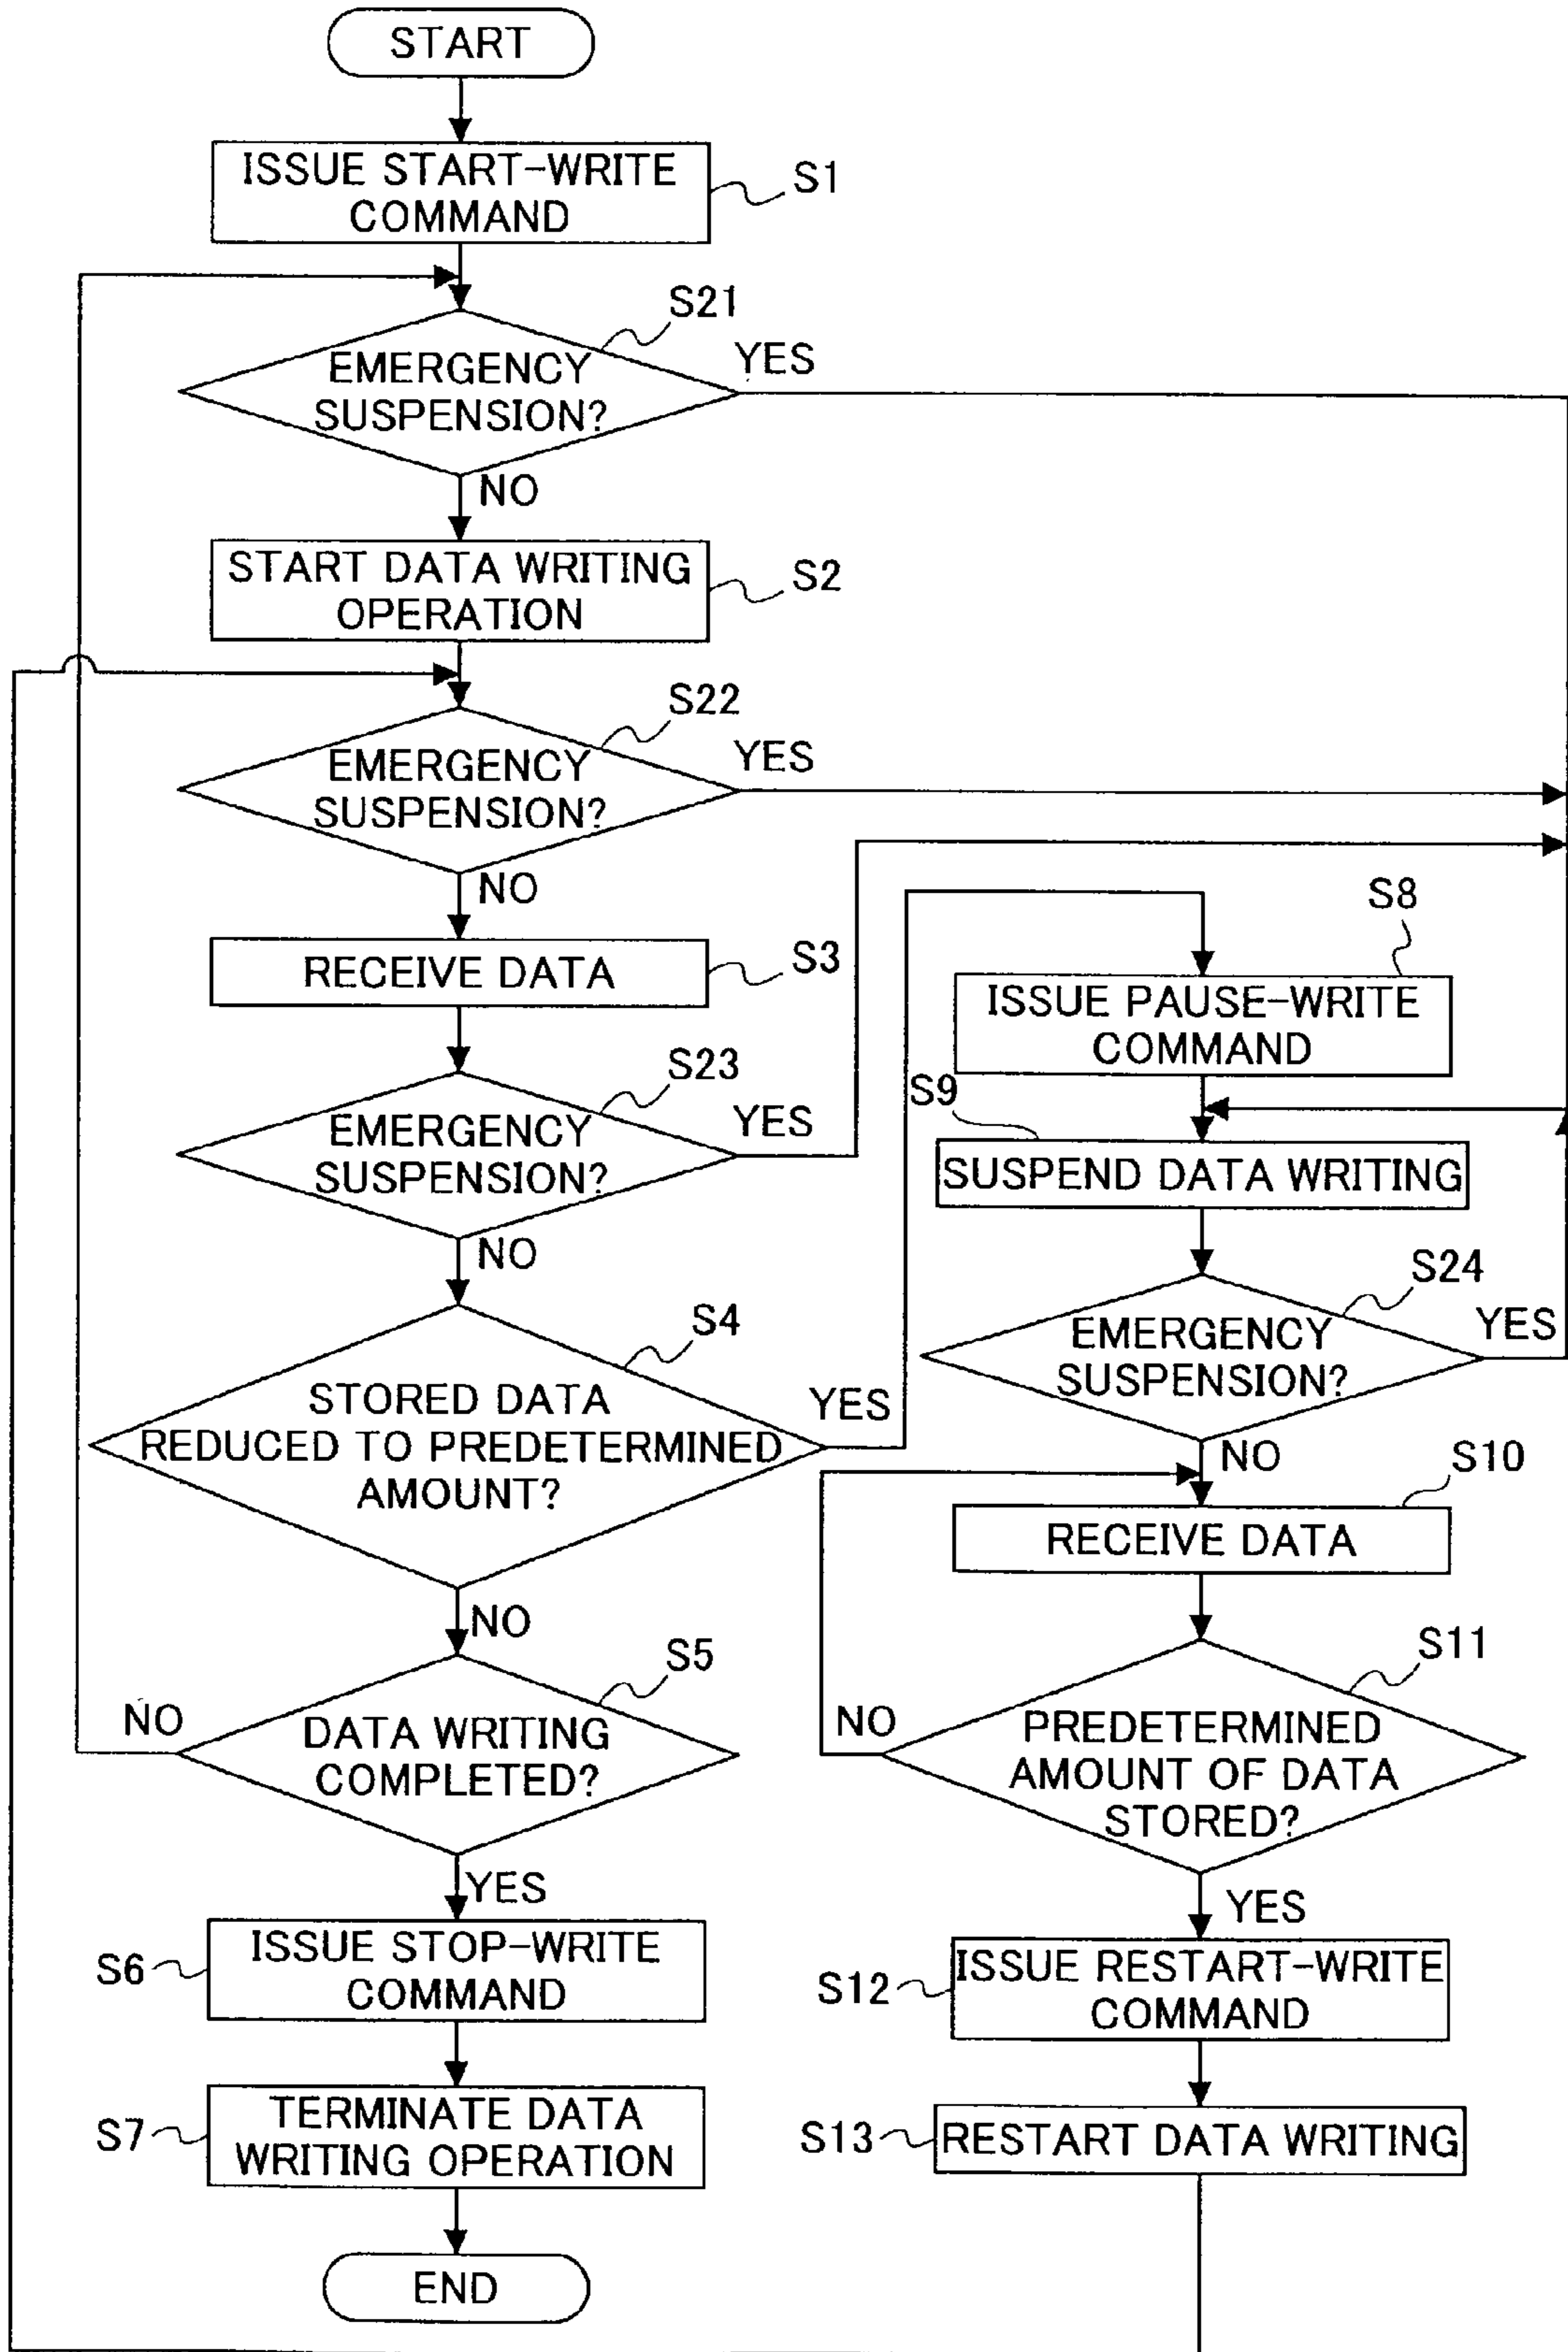 START
ISSUE START-WRITE
COMMAND
S1
S21
EMERGENCY
SUSPENSION?
YES
NO
START DATA WRITING
OPERATION
S2
S22
EMERGENCY
SUSPENSION?
YES
NO
RECEIVE DATA
S3
S23
EMERGENCY
SUSPENSION?
YES
NO
S4
STORED DATA
REDUCED TO PREDETERMINED
AMOUNT?
YES
NO
S5
DATA WRITING
COMPLETED?
NO
YES
S6
ISSUE STOP-WRITE
COMMAND
S7
TERMINATE DATA
WRITING OPERATION
END
S8
ISSUE PAUSE-WRITE
COMMAND
S9
SUSPEND DATA WRITING
S24
EMERGENCY
SUSPENSION?
YES
NO
S10
RECEIVE DATA
S11
PREDETERMINED
AMOUNT OF DATA
STORED?
NO
YES
S12
ISSUE RESTART-WRITE
COMMAND
S13
RESTART DATA WRITING